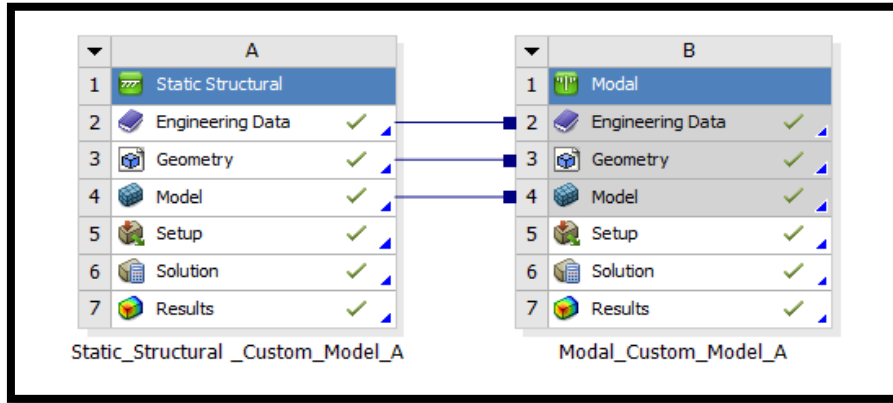 A
1 Static Structural
2 Engineering Data
3 Geometry
4 Model
5 Setup
6 Solution
7 Results
Static_Structural _Custom_Model_A
B
1 Modal
2 Engineering Data
3 Geometry
4 Model
5 Setup
6 Solution
7 Results
Modal_Custom_Model_A